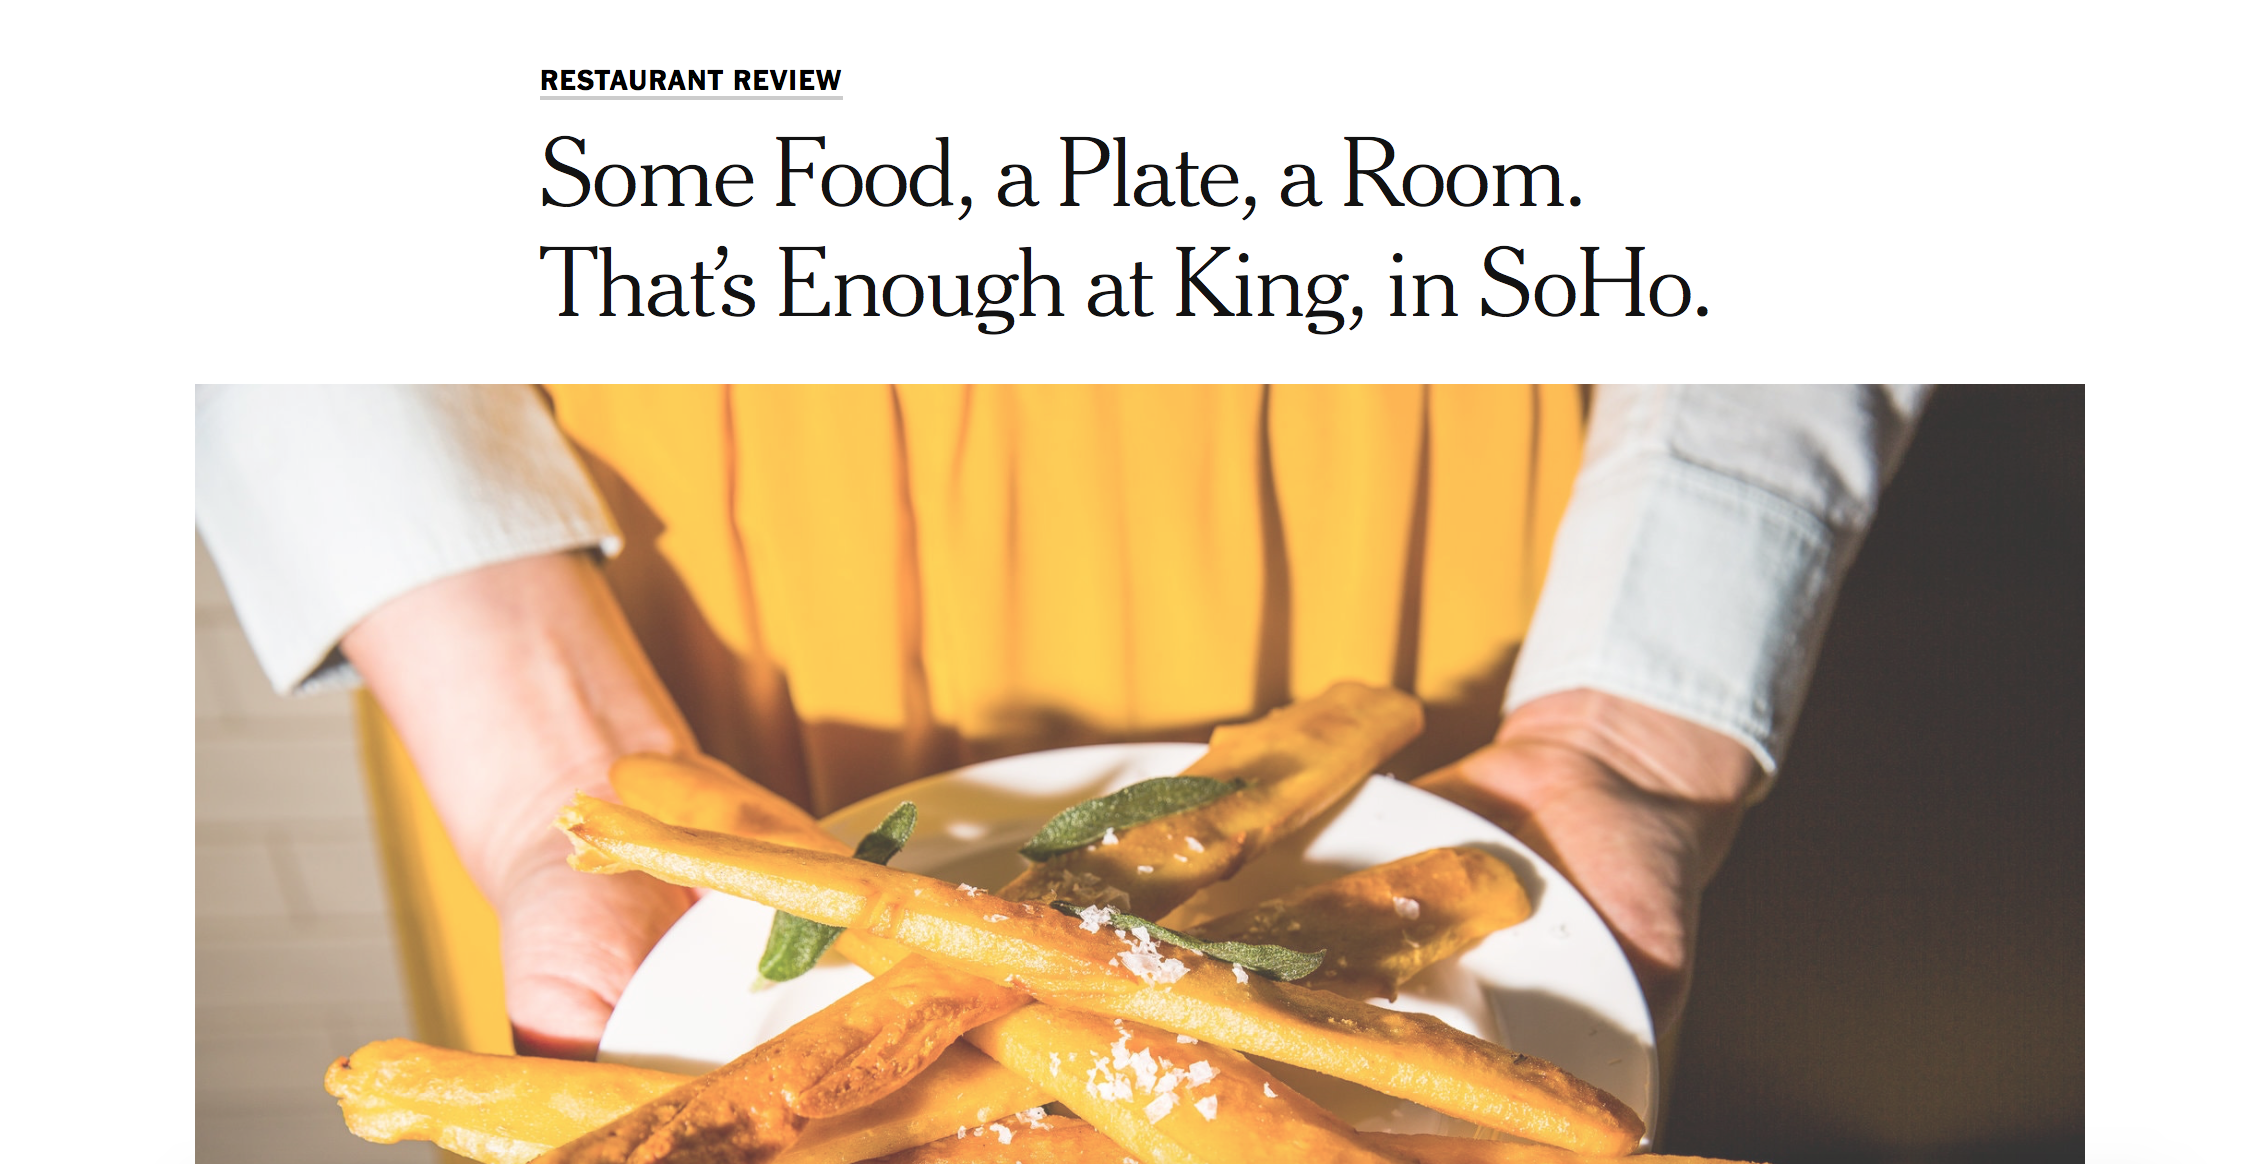 RESTAURANT REVIEW
Some Food, a Plate, a Room.
That’s Enough at King, in SoHo.